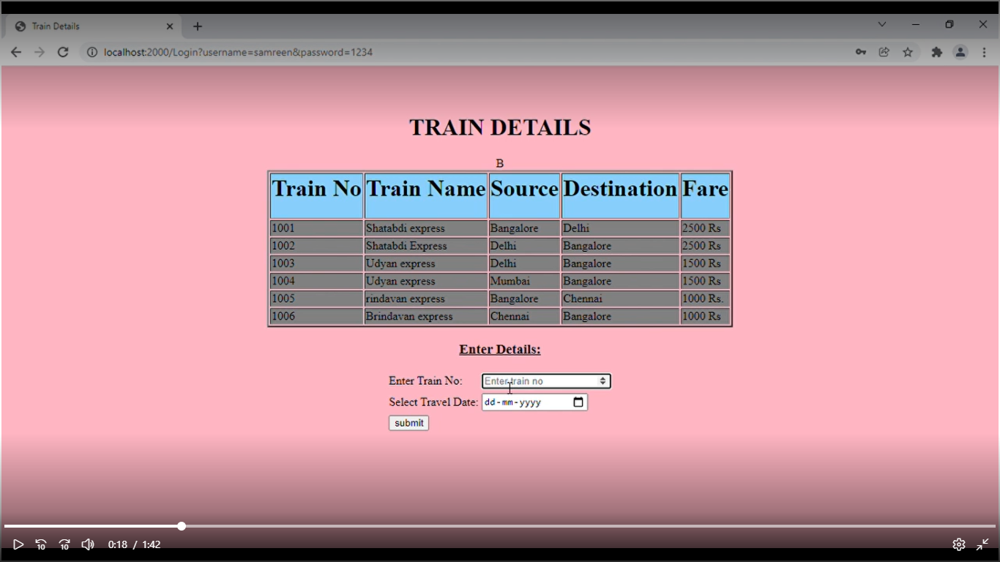 Train Details
localhost:2000/Login?username=samreen&password=1234
TRAIN DETAILS
B
Train No Train Name Source Destination Fare
1001 Shatabdi express Bangalore Delhi 2500 Rs
1002 Shatabdi Express Delhi Bangalore 2500 Rs
1003 Udyan express Delhi Bangalore 1500 Rs
1004 Udyan express Mumbai Bangalore 1500 Rs
1005 rindavan express Bangalore Chennai 1000 Rs.
1006 Brindavan express Chennai Bangalore 1000 Rs
Enter Details:
Enter Train No: Enter train no
Select Travel Date: dd-mm-yyyy
submit
10 10 0:18 / 1:42